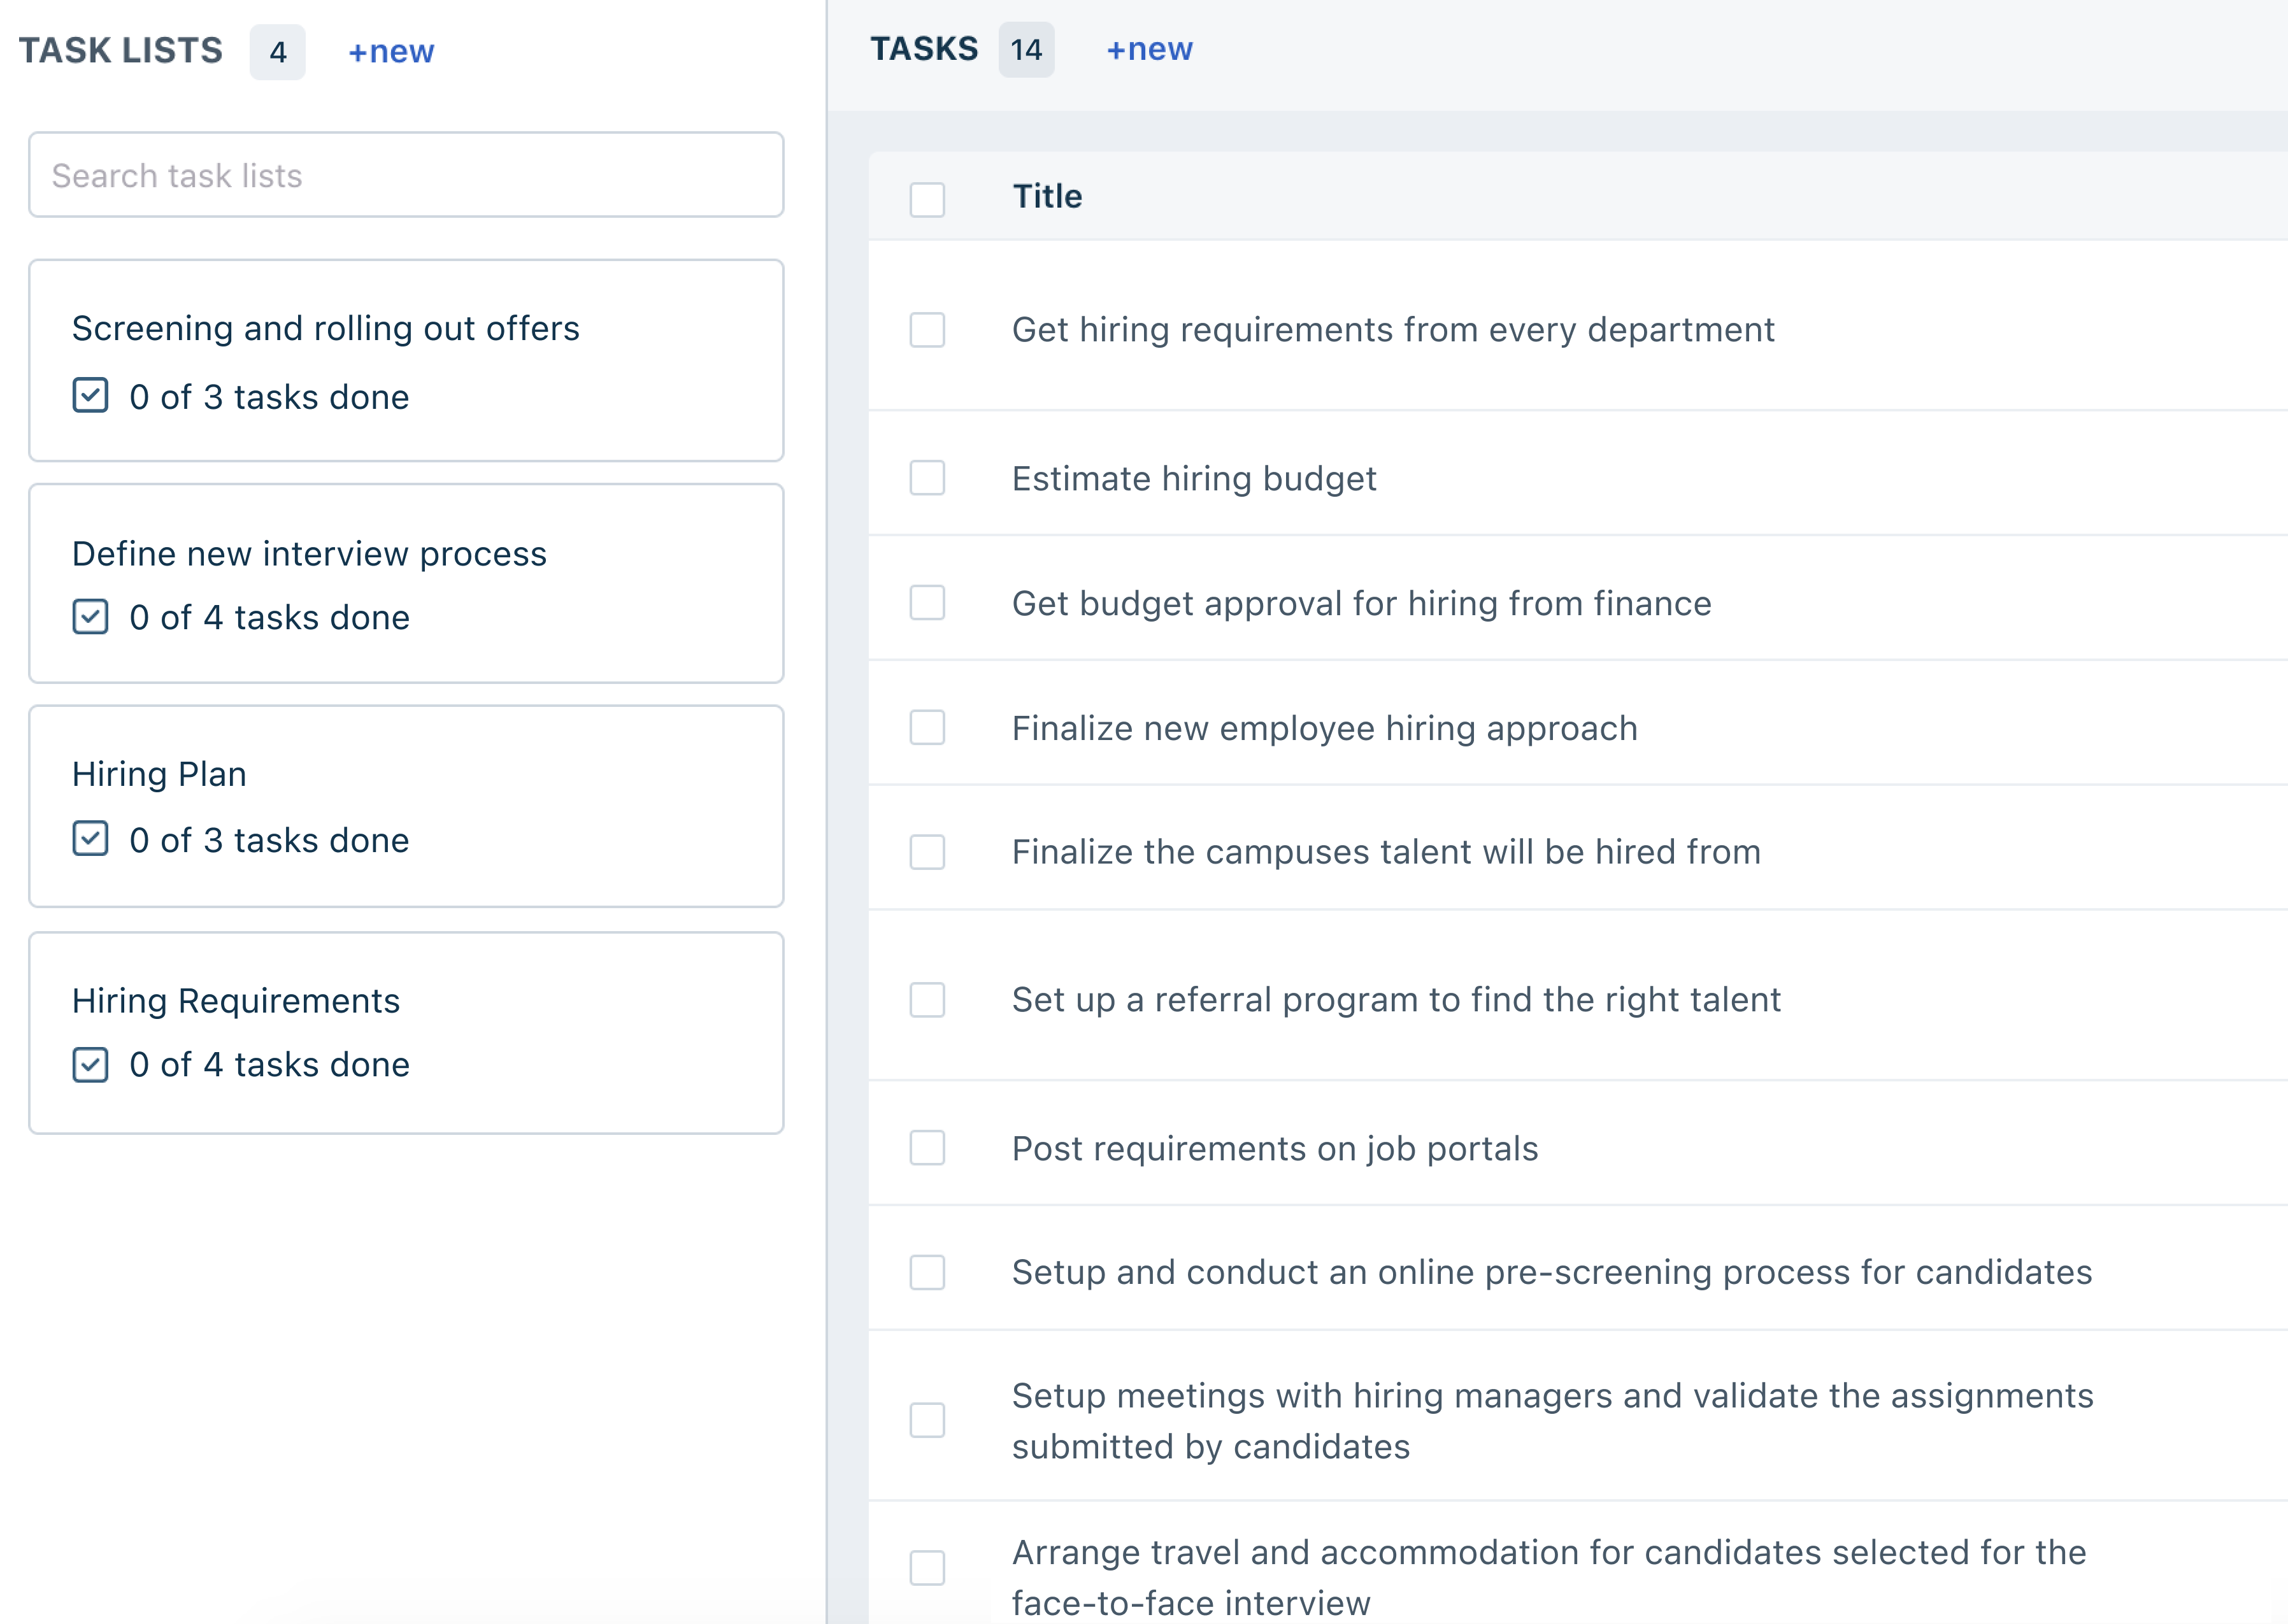 TASK LISTS 4 +new
Search task lists
Screening and rolling out offers
0 of 3 tasks done
Define new interview process
0 of 4 tasks done
Hiring Plan
0 of 3 tasks done
Hiring Requirements
0 of 4 tasks done
TASKS 14 +new
Title
Get hiring requirements from every department
Estimate hiring budget
Get budget approval for hiring from finance
Finalize new employee hiring approach
Finalize the campuses talent will be hired from
Set up a referral program to find the right talent
Post requirements on job portals
Setup and conduct an online pre-screening process for candidates
Setup meetings with hiring managers and validate the assignments
submitted by candidates
Arrange travel and accommodation for candidates selected for the
face-to-face interview